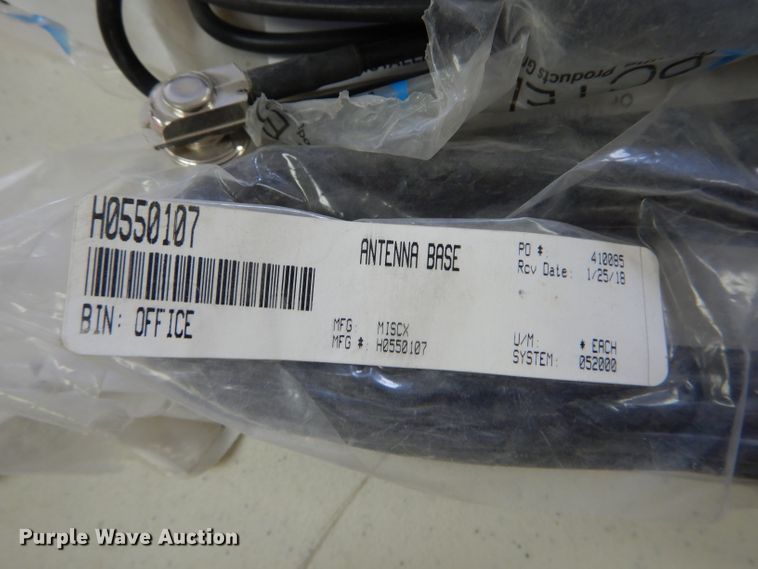 H0550107
ANTENNA BASE
PO #: 410085
Rcv Date: 1/25/18
BIN: OFFICE
MFG: MISCX
MFG #: H0550107
U/M: * EACH
SYSTEM: 052000
Products
Purple Wave Auction